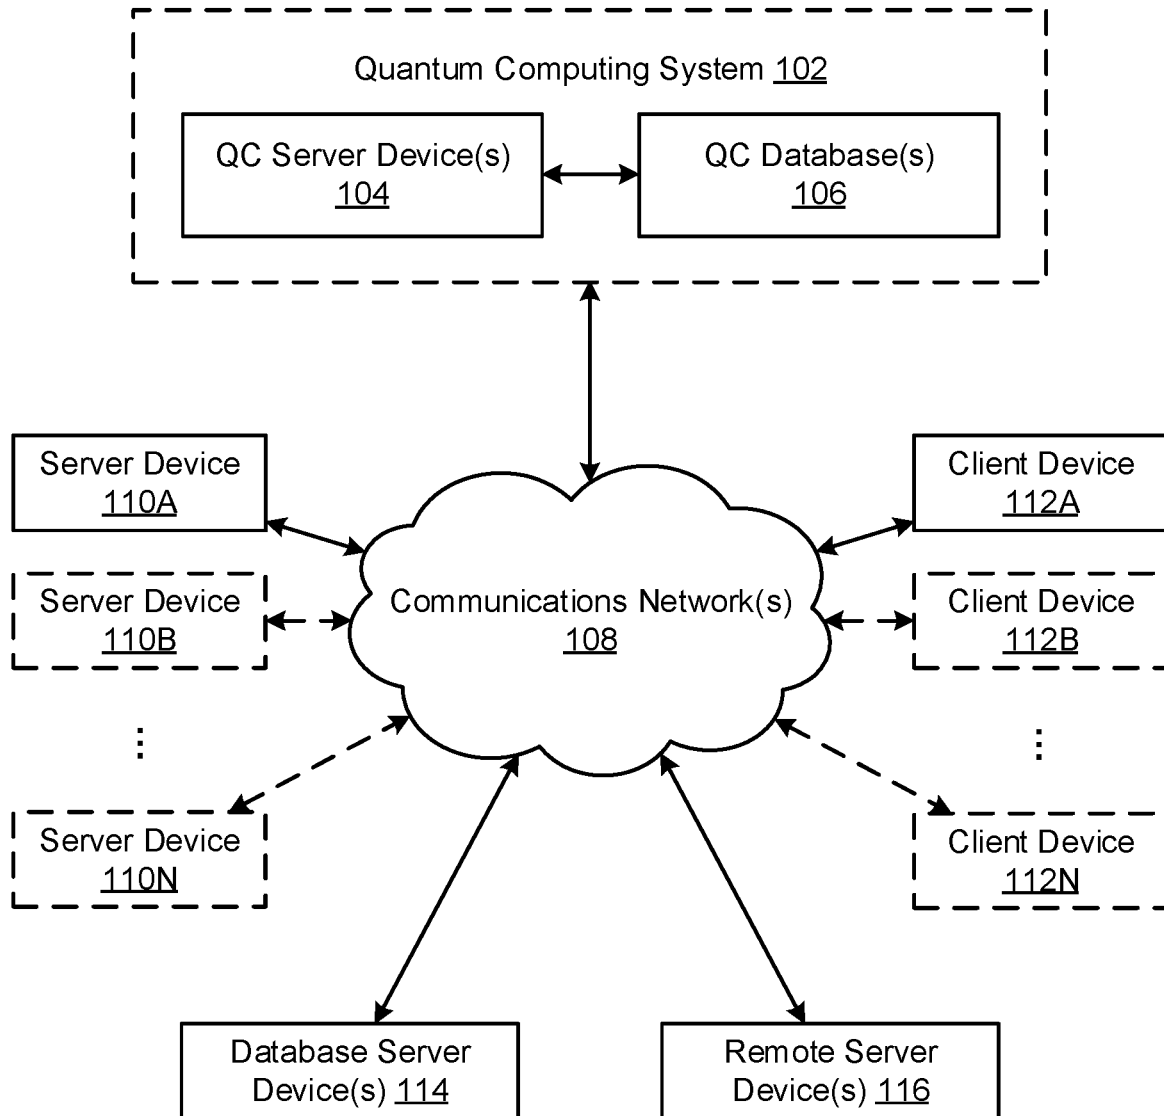 Quantum Computing System 102
QC Server Device(s)
104
QC Database(s)
106
Server Device
110A
Client Device
112A
Server Device
110B
Communications Network(s)
108
Client Device
112B
⋮
⋮
Server Device
110N
Client Device
112N
Database Server
Device(s) 114
Remote Server
Device(s) 116